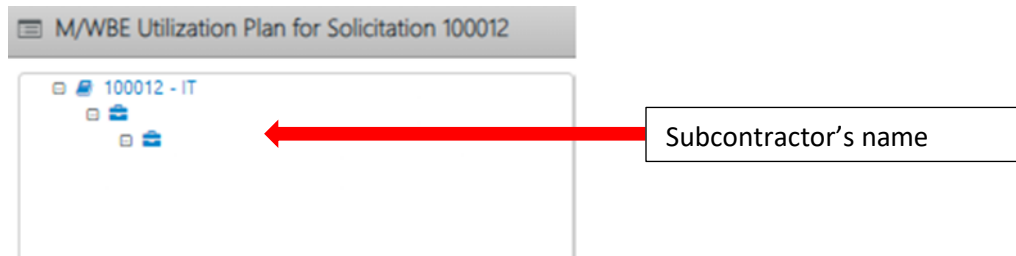 M/WBE Utilization Plan for Solicitation 100012
100012 - IT
Subcontractor’s name